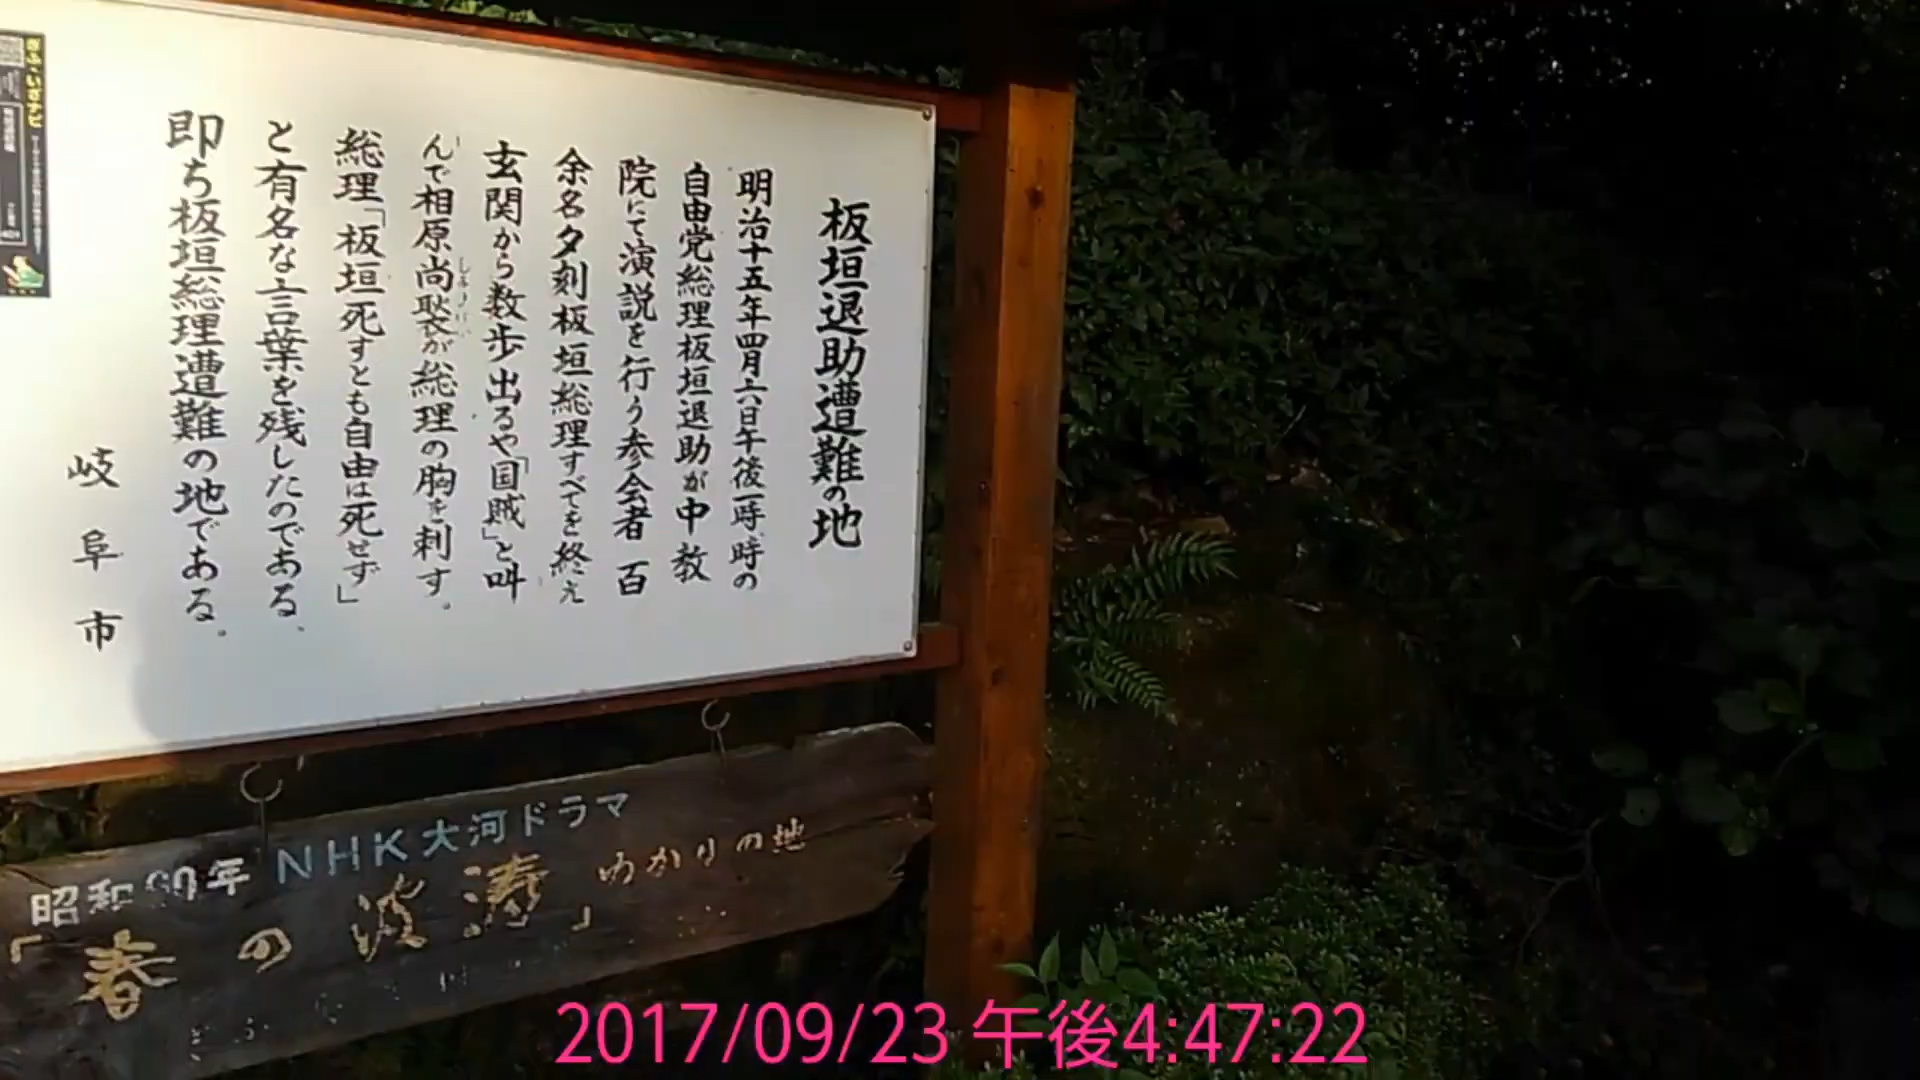 板垣退助遭難の地
明治十五年四月六日午後一時、時の
自由党総理板垣退助が中教
院にて演説を行う参会者百
余名夕刻板垣総理すべてを終え
玄関から数歩出るや「国賊」と叫
んで相原尚褧が総理の胸を刺す。
総理「板垣死すとも自由は死せず」
と有名な言葉を残したのである、
即ち板垣総理遭難の地である。
岐阜市
ぎふ・いざナビ
昭和60年 NHK大河ドラマ
「春の波涛」ゆかりの地
2017/09/23 午後4:47:22